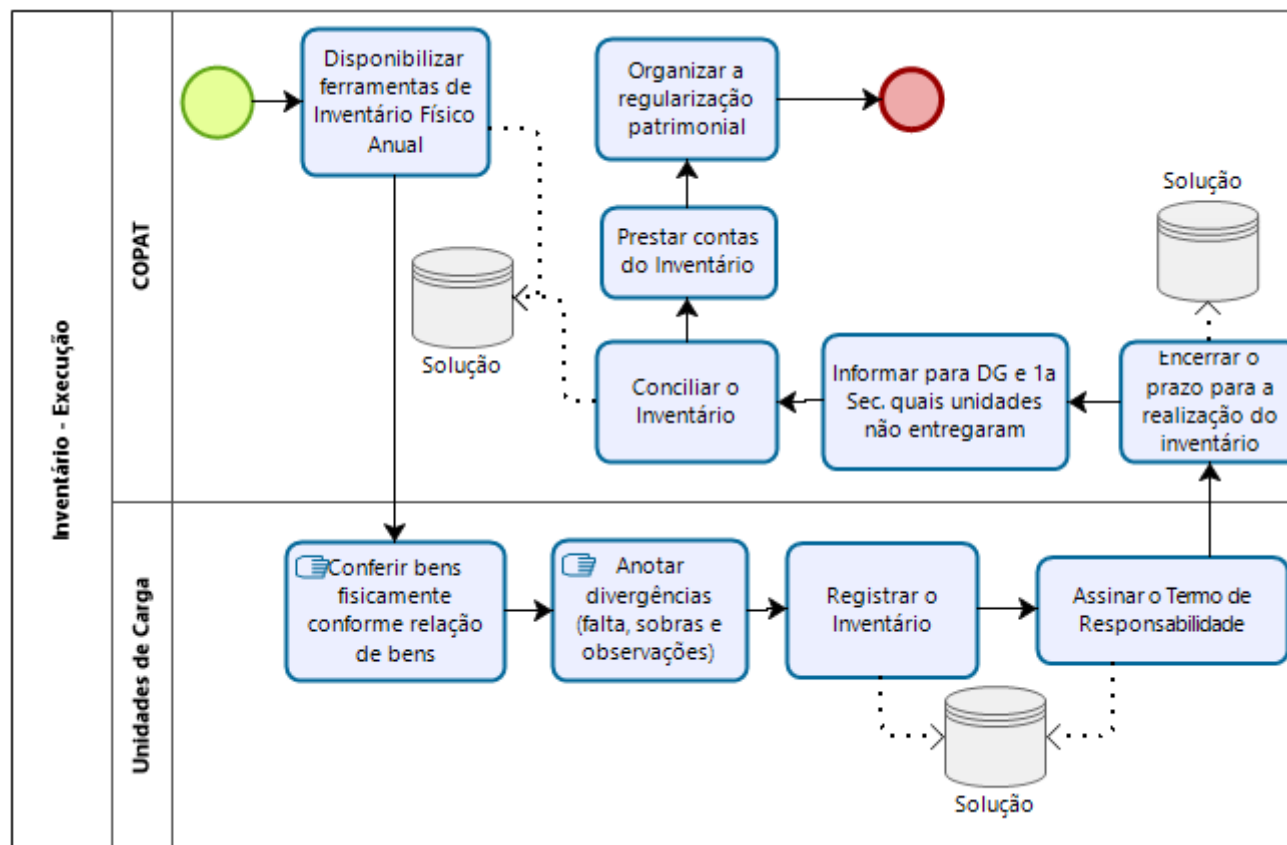 Inventário - Execução
COPAT
Disponibilizar
ferramentas de
Inventário Físico
Anual
Organizar a
regularização
patrimonial
Prestar contas
do Inventário
Solução
Solução
Conciliar o
Inventário
Informar para DG e 1a
Sec. quais unidades
não entregaram
Encerrar o
prazo para a
realização do
inventário
Unidades de Carga
Conferir bens
fisicamente
conforme relação
de bens
Anotar
divergências
(falta, sobras e
observações)
Registrar o
Inventário
Assinar o Termo de
Responsabilidade
Solução